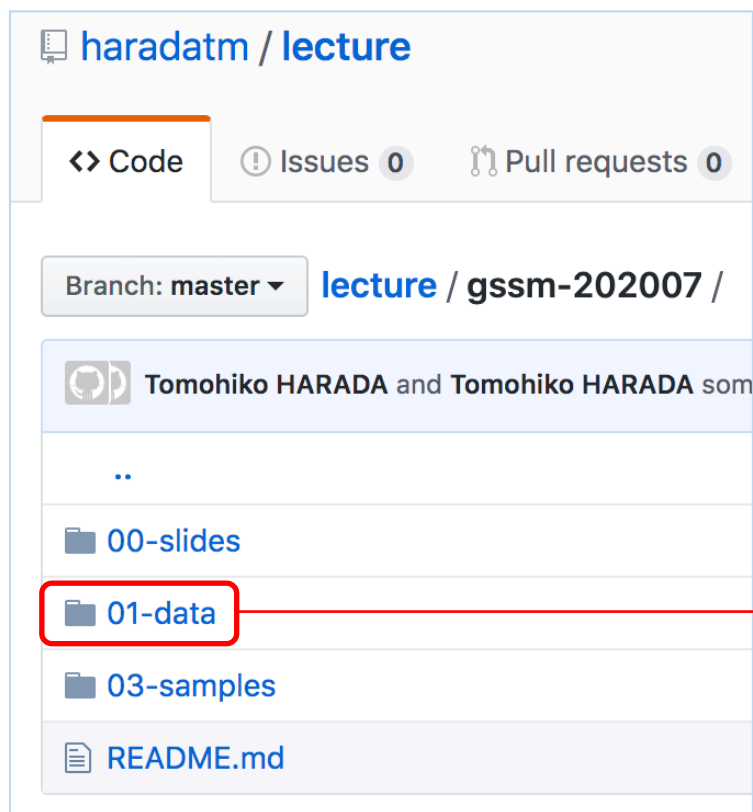 haradatm / lecture
<> Code Issues 0 Pull requests 0
Branch: master lecture / gssm-202007 /
Tomohiko HARADA and Tomohiko HARADA som
..
00-slides
01-data
03-samples
README.md